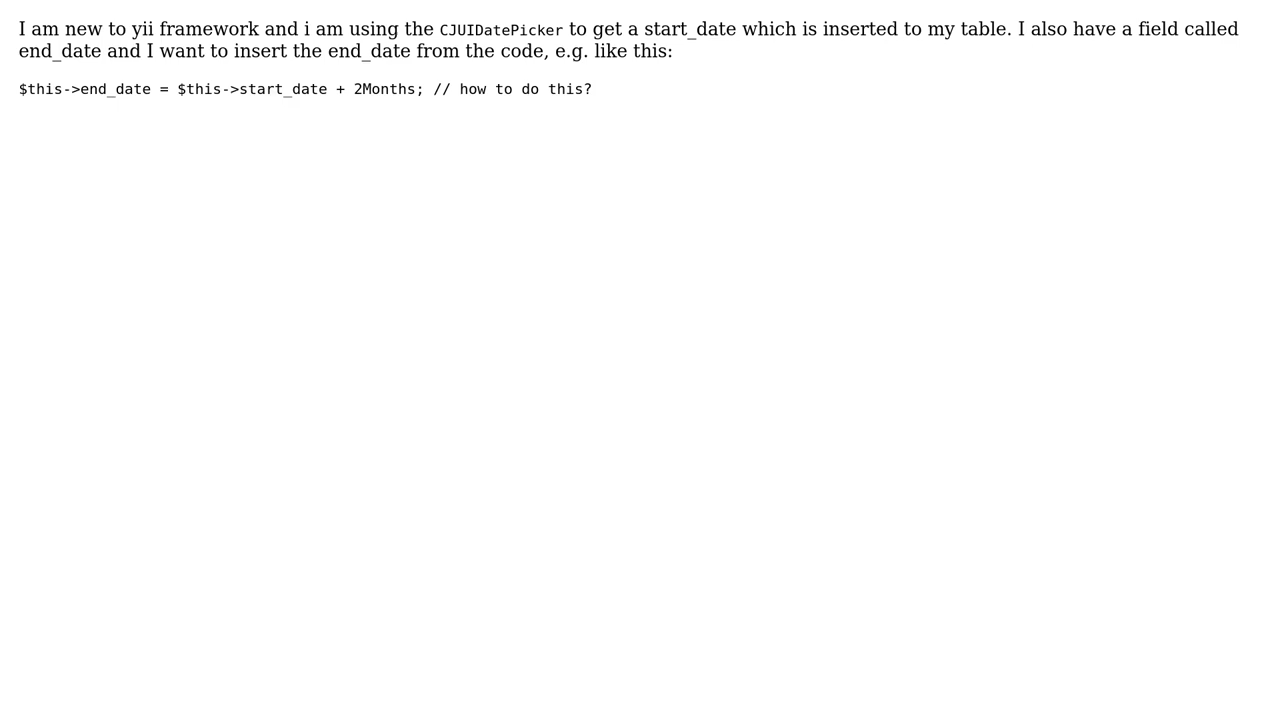 I am new to yii framework and i am using the CJUIDatePicker to get a start_date which is inserted to my table. I also have a field called
end_date and I want to insert the end_date from the code, e.g. like this:
$this->end_date = $this->start_date + 2Months; // how to do this?